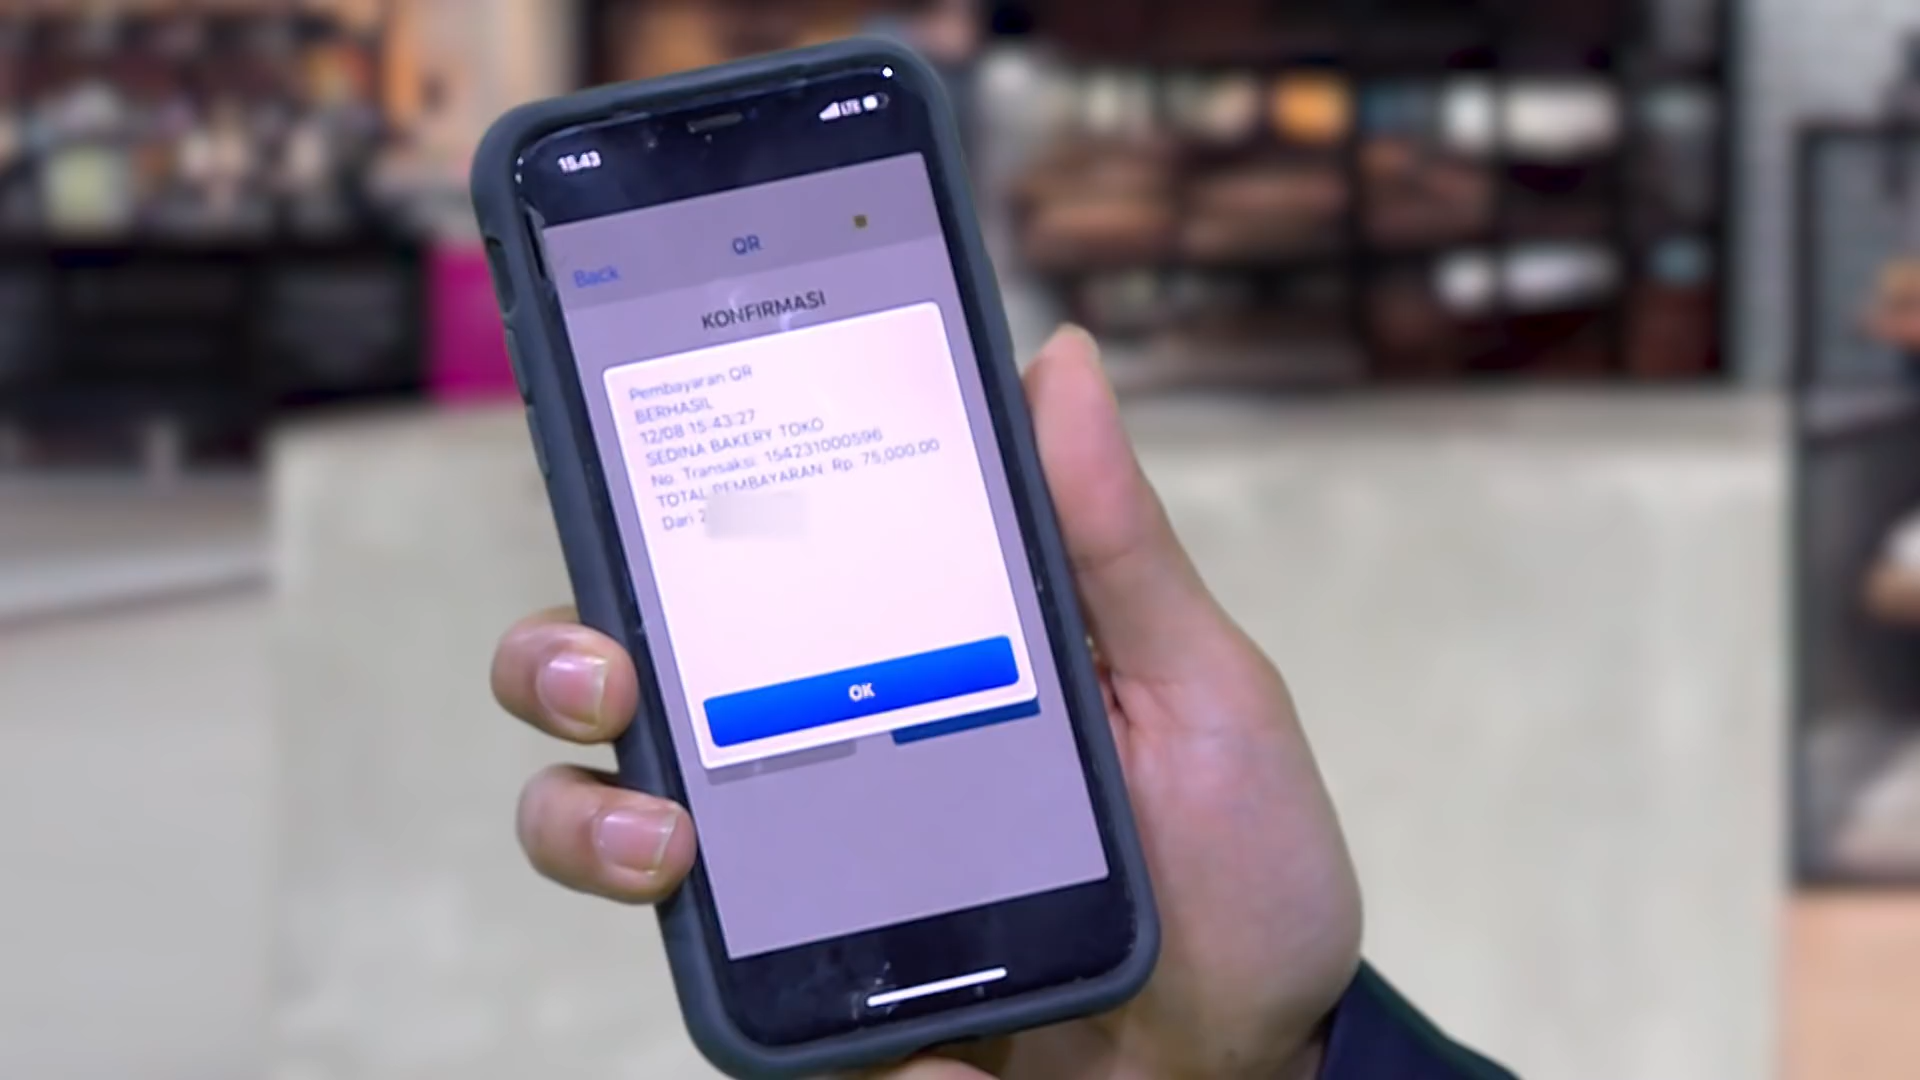 15.43
LTE
Back
QR
KONFIRMASI
Pembayaran QR
BERHASIL
12/08 15:43:27
SEDINA BAKERY TOKO
No. Transaksi: 154231000596
TOTAL PEMBAYARAN: Rp. 75,000.00
Dari 2
OK